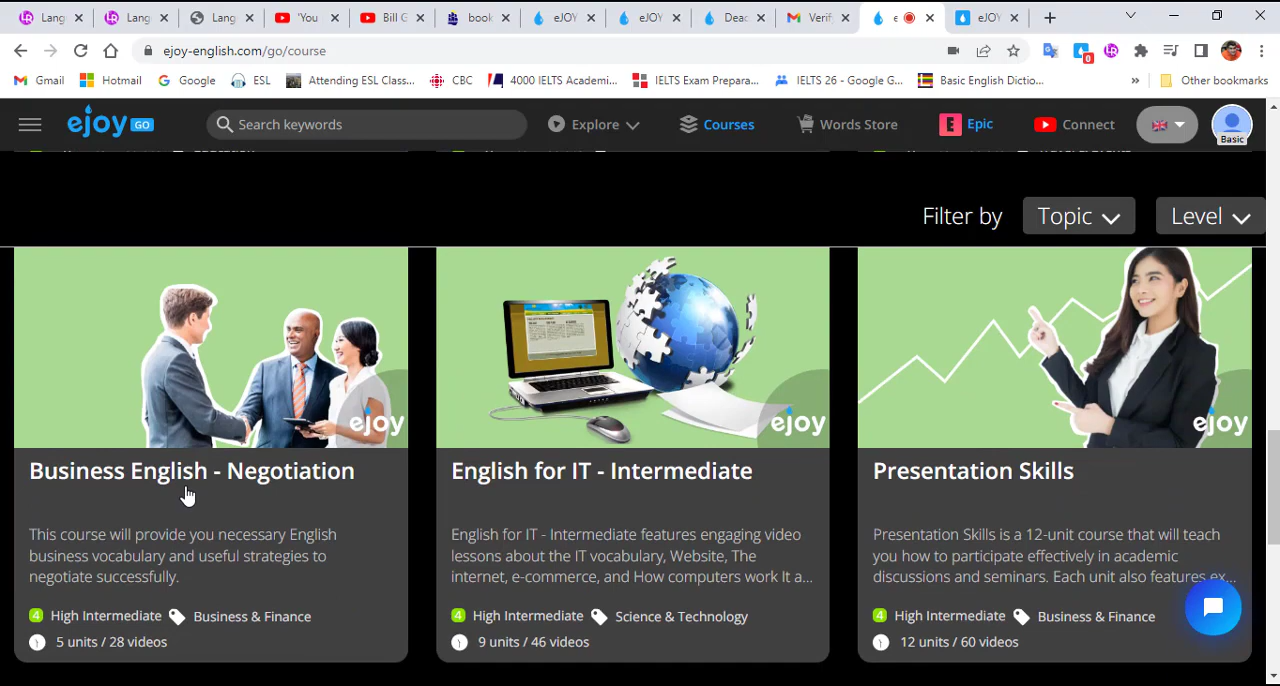 Lang
Lang
Lang
'You
Bill G
book
eJOY
eJOY
Deac
Verify
e
eJOY
ejoy-english.com/go/course
0
Gmail
Hotmail
Google
ESL
Attending ESL Class...
CBC
4000 IELTS Academi...
IELTS Exam Prepara...
IELTS 26 - Google G...
Basic English Dictio...
»
Other bookmarks
ejoy GO
Search keywords
Explore
Courses
Words Store
E Epic
Connect
Basic
Filter by
Topic
Level
ejoy
Business English - Negotiation
This course will provide you necessary English
business vocabulary and useful strategies to
negotiate successfully.
4 High Intermediate
Business & Finance
5 units / 28 videos
ejoy
English for IT - Intermediate
English for IT - Intermediate features engaging video
lessons about the IT vocabulary, Website, The
internet, e-commerce, and How computers work It a...
4 High Intermediate
Science & Technology
9 units / 46 videos
ejoy
Presentation Skills
Presentation Skills is a 12-unit course that will teach
you how to participate effectively in academic
discussions and seminars. Each unit also features ex...
4 High Intermediate
Business & Finance
12 units / 60 videos